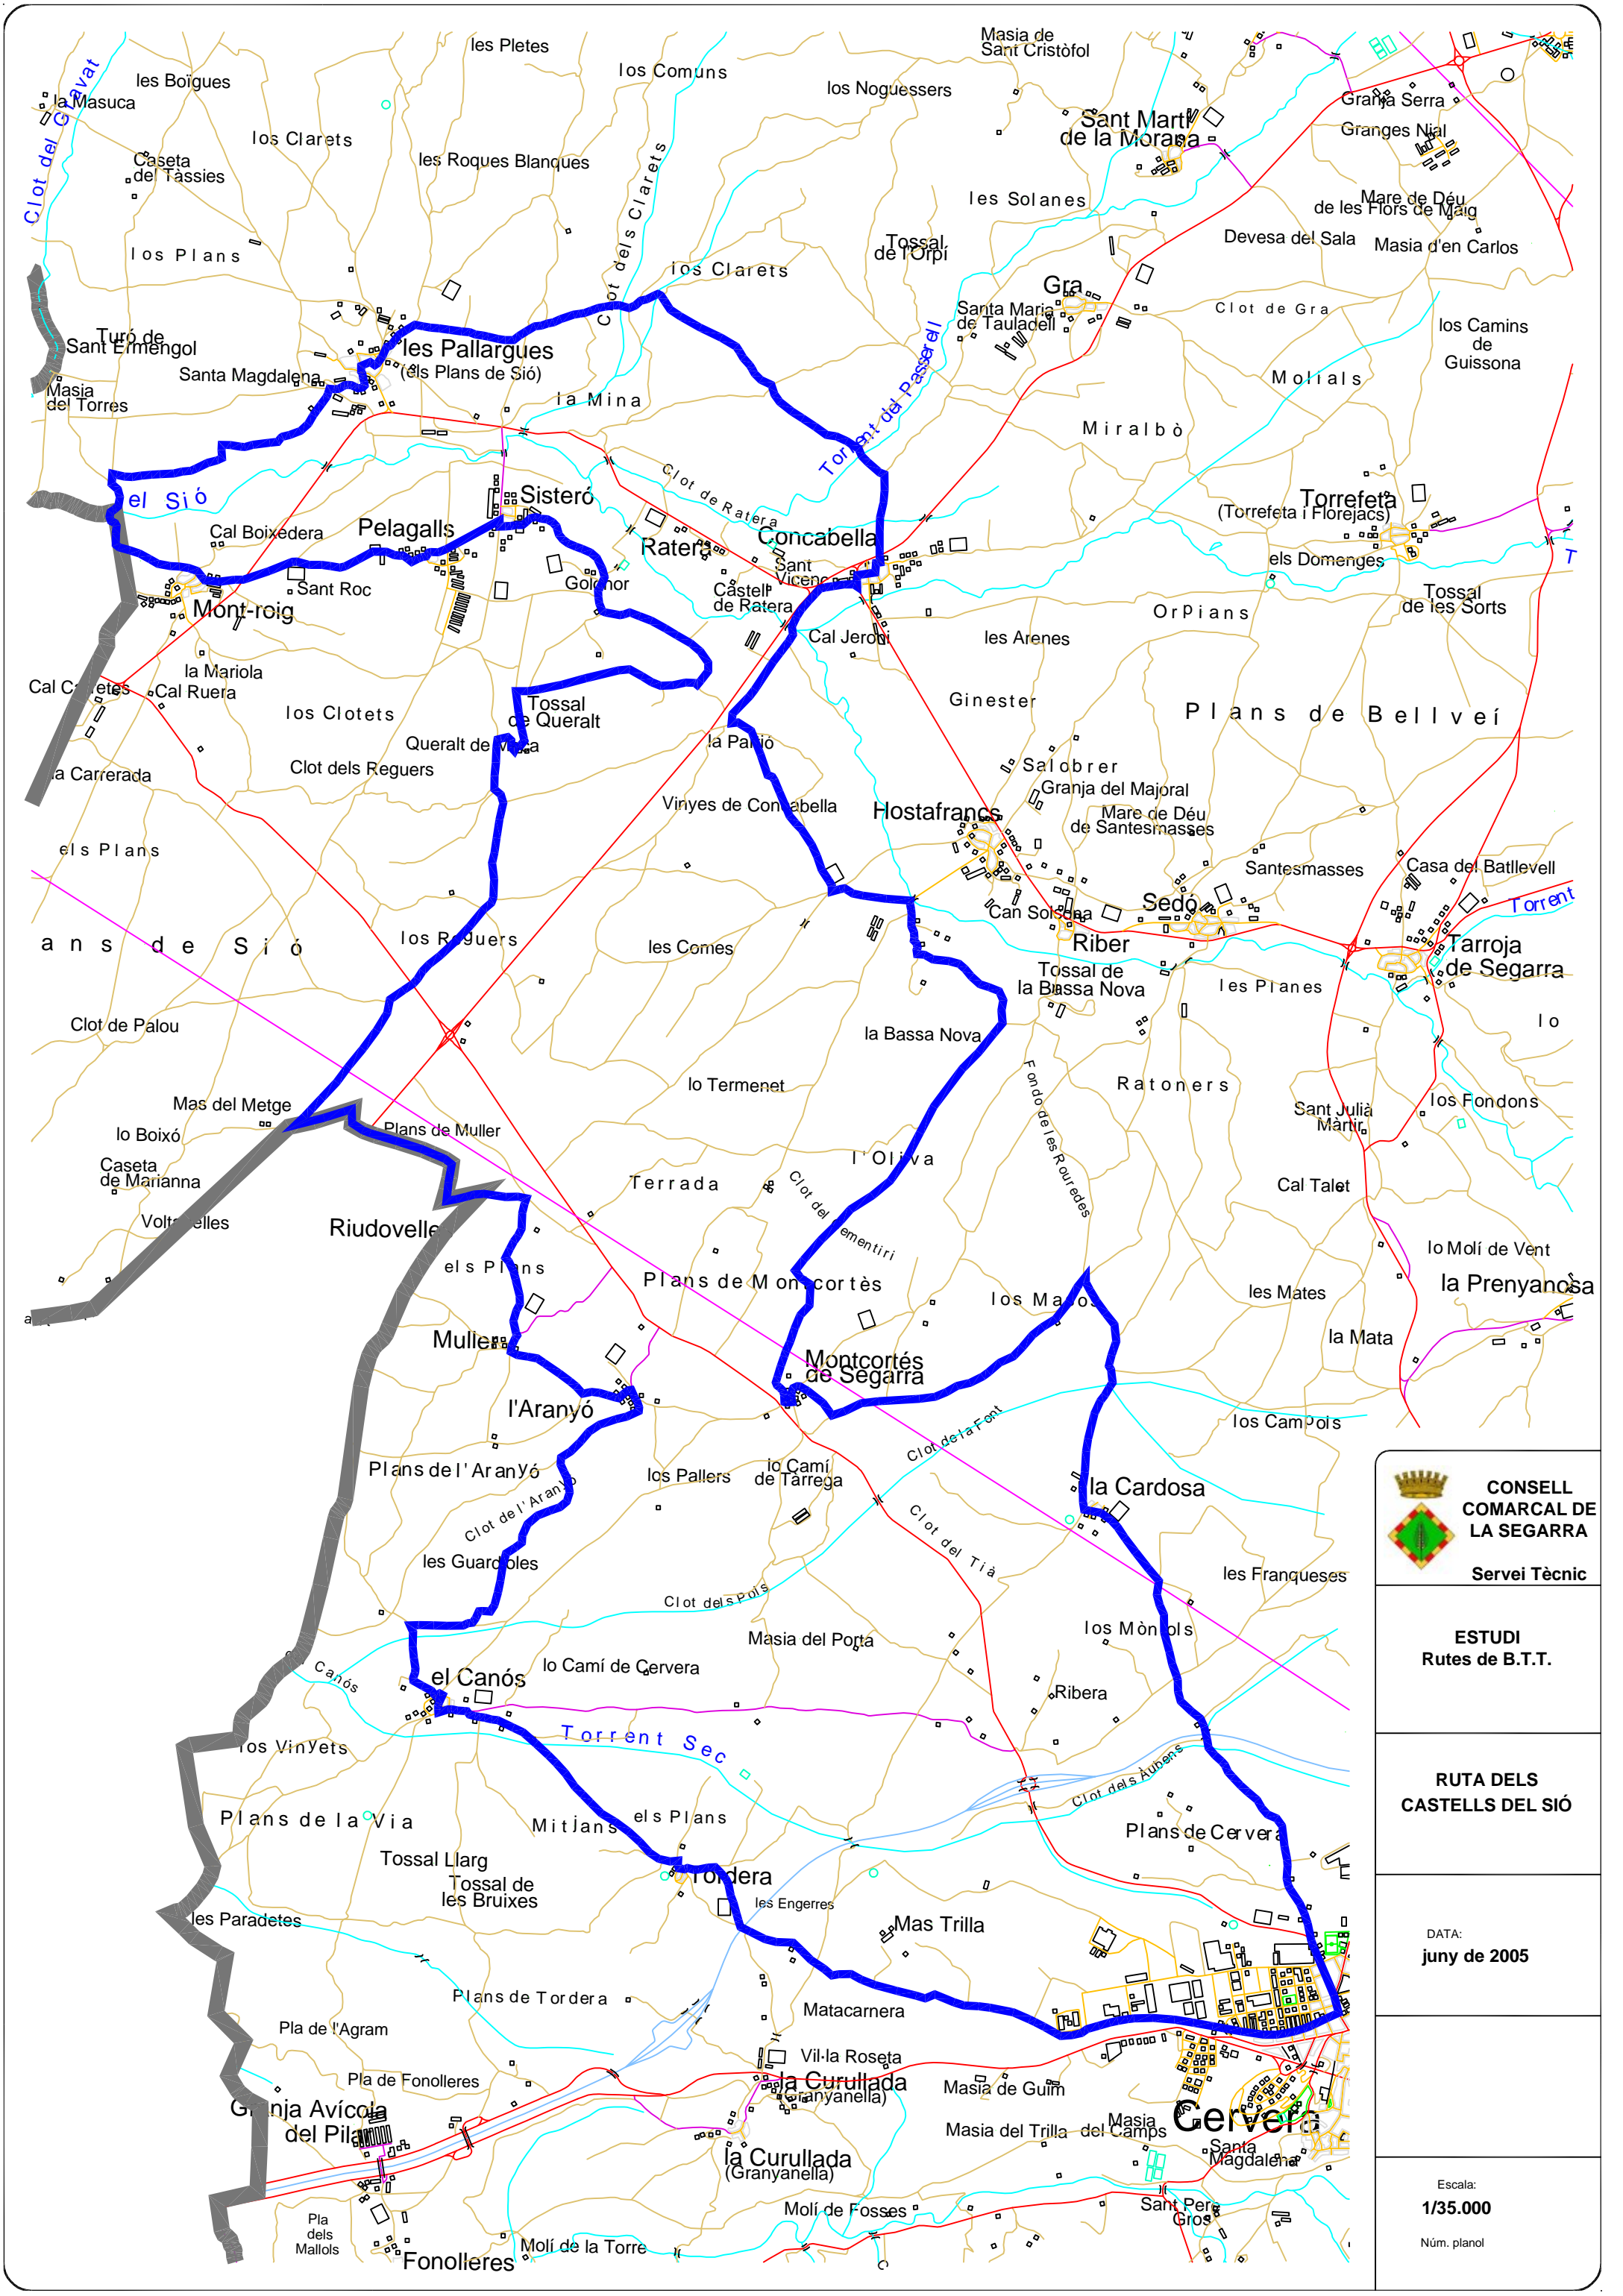 les Pletes
Masia de
Sant Cristòfol
los Comuns
les Boïgues
los Noguessers
Clot del Gravat
la Masuca
Granja Serra
Sant Martí
de la Morana
Granges Nial
los Clarets
Caseta
del Tàssies
les Roques Blanques
Clot dels Clarets
les Solanes
Mare de Déu
de les Flors de Maig
Devesa del Sala
Masia d'en Carlos
Tossal
de l'Orpí
los Plans
los Clarets
Gra
Santa Maria
de Tauladell
Clot de Gra
los Camins
de
Guissona
Turó de
Sant Ermengol
les Pallargues
(els Plans de Sió)
Santa Magdalena
Masia
del Torres
la Mina
Torrent del Passerell
Molials
Miralbò
el Sió
Clot de Ratera
Sisteró
Torrefeta
(Torrefeta i Florejacs)
Cal Boixedera
Pelagalls
Ratera
Concabella
Sant
Vicenç
els Domenges
T
Sant Roc
Golchor
Castell
de Ratera
Mont-roig
Cal Jeroni
les Arenes
Orpians
Tossal
de les Sorts
la Mariola
Cal Ruera
los Clotets
Tossal
de Queralt
Ginester
Plans de Bellveí
la Carrerada
Clot dels Reguers
Salobrer
Granja del Majoral
Vinyes de Concabella
Hostafrancs
Mare de Déu
de Santesmasses
els Plans
Santesmasses
Casa del Batllevell
Torrent
Can Solsona
Sedó
Riber
Tarroja
de Segarra
ans de Sió
los Reguers
les Comes
Tossal de
la Bassa Nova
les Planes
Clot de Palou
la Bassa Nova
lo
Fondo de les Rouredes
Ratoners
lo Termenet
Mas del Metge
Sant Julià
Màrtir
los Fondons
lo Boixó
Plans de Muller
Caseta
de Marianna
l'Oliva
Terrada
Clot del Cementiri
Cal Talet
Riudovelles
lo Molí de Vent
els Plans
Plans de Montcortès
los Masos
les Mates
la Prenyanosa
Muller
la Mata
Montcortés
de Segarra
l'Aranyó
los Campois
Clot de la Font
Plans de l'Aranyó
los Pallers
lo Camí
de Tàrrega
la Cardosa
Clot de l'Aranyó
Clot del Tià
les Guardioles
les Franqueses
Clot dels Pois
Masia del Porta
el Canós
lo Camí de Cervera
Ribera
Torrent Sec
los Vinyets
Clot dels Àubens
Plans de la Via
Mitjans
els Plans
Plans de Cervera
Tossal Llarg
Tossal de
les Bruixes
Tordera
les Engerres
les Paradetes
Mas Trilla
Plans de Tordera
Matacarnera
Pla de l'Agram
Vil·la Roseta
Pla de Fonolleres
la Curullada
(Granyanella)
Masia de Guim
Granja Avícola
del Pilar
Masia
del Camps
Cervera
Masia del Trilla
la Curullada
(Granyanella)
Santa
Magdalena
Molí de Fosses
Sant Pere
Gros
Pla
dels
Mallols
Fonolleres
Molí de la Torre
CONSELL
COMARCAL DE
LA SEGARRA
Servei Tècnic
ESTUDI
Rutes de B.T.T.
RUTA DELS
CASTELLS DEL SIÓ
DATA:
juny de 2005
Escala:
1/35.000
Núm. planol